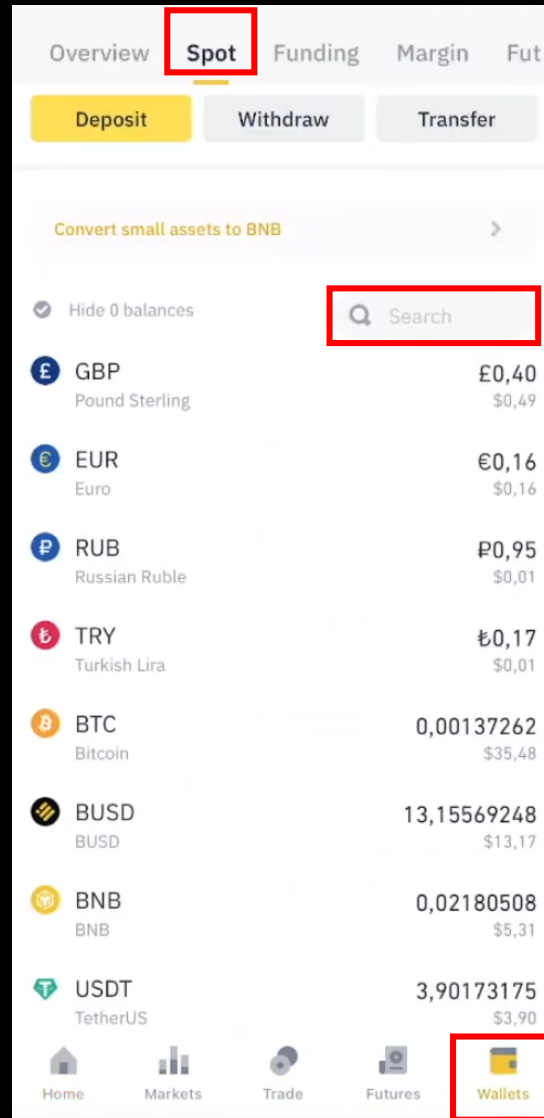 Overview Spot Funding Margin Fut
Deposit Withdraw Transfer
Convert small assets to BNB
Hide 0 balances Search
GBP £0,40
Pound Sterling $0,49
EUR €0,16
Euro $0,16
RUB ₽0,95
Russian Ruble $0,01
TRY ₺0,17
Turkish Lira $0,01
BTC 0,00137262
Bitcoin $35,48
BUSD 13,15569248
BUSD $13,17
BNB 0,02180508
BNB $5,31
USDT 3,90173175
TetherUS $3,90
Home Markets Trade Futures Wallets